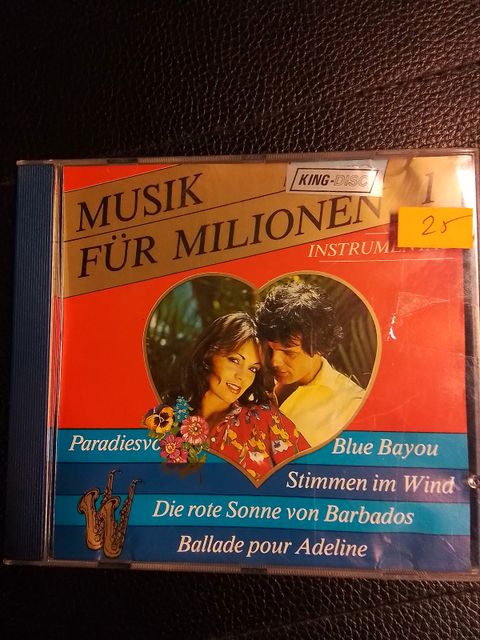 KING-DISC
MUSIK
FÜR MILIONEN 1
25
INSTRUMEN
Paradiesvo
Blue Bayou
Stimmen im Wind
Die rote Sonne von Barbados
Ballade pour Adeline